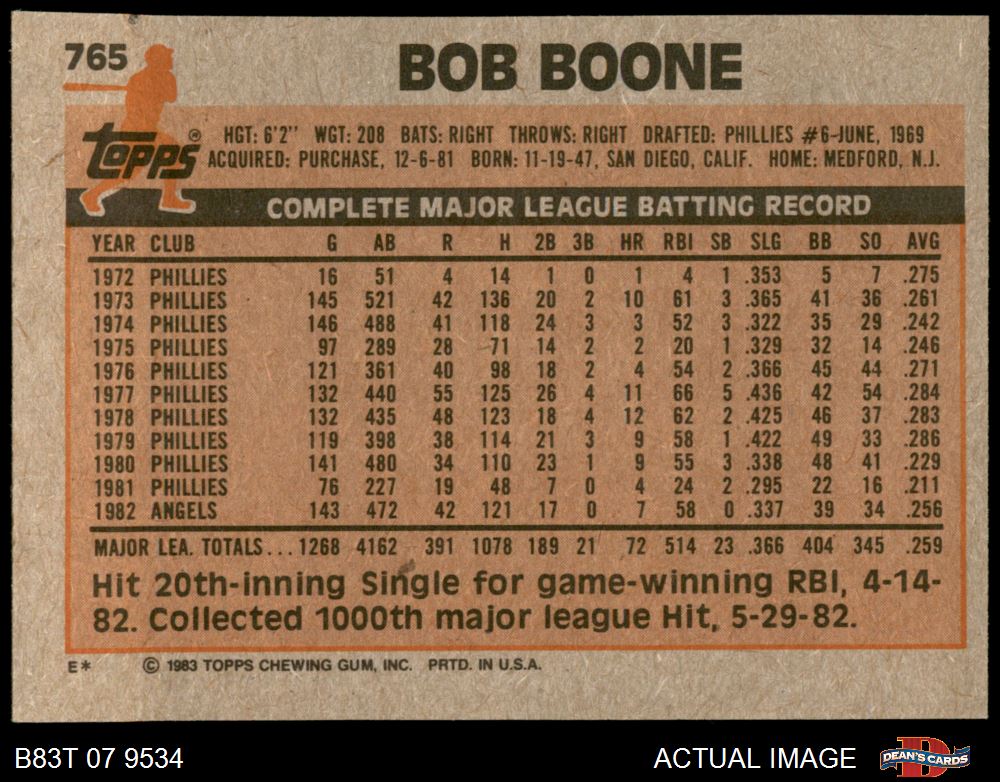 765 BOB BOONE
topps® HGT: 6'2" WGT: 208 BATS: RIGHT THROWS: RIGHT DRAFTED: PHILLIES #6-JUNE, 1969
ACQUIRED: PURCHASE, 12-6-81 BORN: 11-19-47, SAN DIEGO, CALIF. HOME: MEDFORD, N.J.
COMPLETE MAJOR LEAGUE BATTING RECORD
YEAR CLUB G AB R H 2B 3B HR RBI SB SLG BB SO AVG
1972 PHILLIES 16 51 4 14 1 0 1 4 1 .353 5 7 .275
1973 PHILLIES 145 521 42 136 20 2 10 61 3 .365 41 36 .261
1974 PHILLIES 146 488 41 118 24 3 3 52 3 .322 35 29 .242
1975 PHILLIES 97 289 28 71 14 2 2 20 1 .329 32 14 .246
1976 PHILLIES 121 361 40 98 18 2 4 54 2 .366 45 44 .271
1977 PHILLIES 132 440 55 125 26 4 11 66 5 .436 42 54 .284
1978 PHILLIES 132 435 48 123 18 4 12 62 2 .425 46 37 .283
1979 PHILLIES 119 398 38 114 21 3 9 58 1 .422 49 33 .286
1980 PHILLIES 141 480 34 110 23 1 9 55 3 .338 48 41 .229
1981 PHILLIES 76 227 19 48 7 0 4 24 2 .295 22 16 .211
1982 ANGELS 143 472 42 121 17 0 7 58 0 .337 39 34 .256
MAJOR LEA. TOTALS... 1268 4162 391 1078 189 21 72 514 23 .366 404 345 .259
Hit 20th-inning Single for game-winning RBI, 4-14-
82. Collected 1000th major league Hit, 5-29-82.
E* © 1983 TOPPS CHEWING GUM, INC. PRTD. IN U.S.A.
B83T 07 9534 ACTUAL IMAGE DEAN'S CARDS